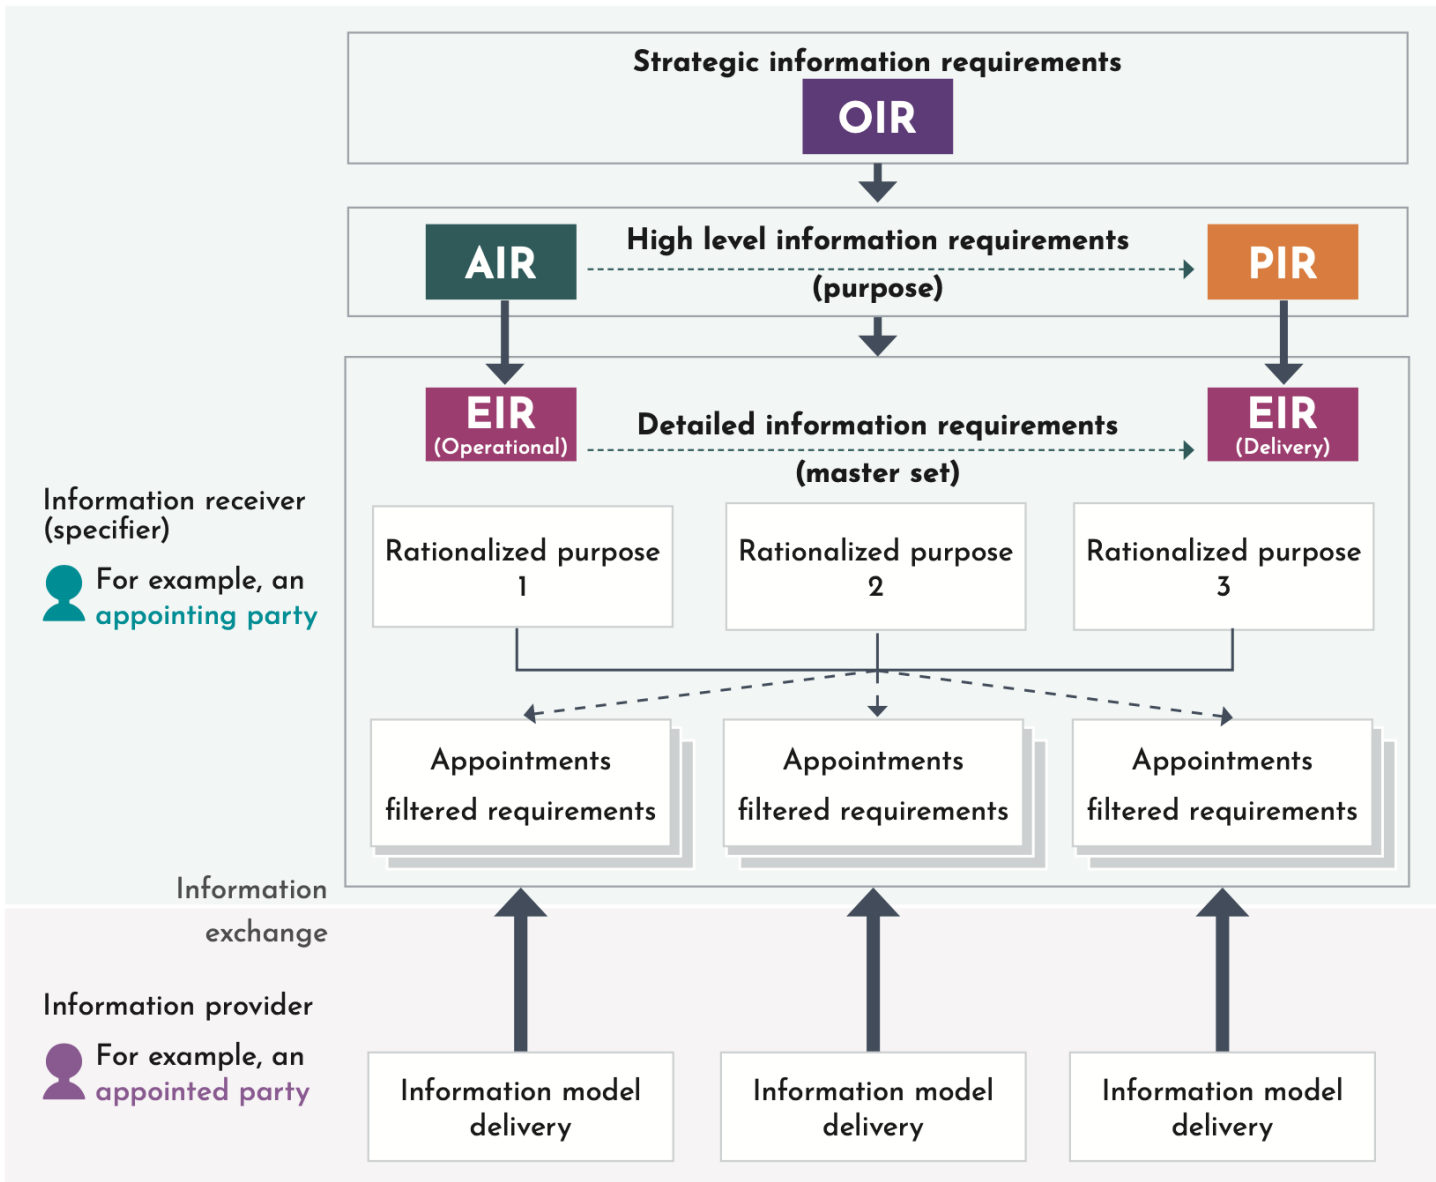 Strategic information requirements
OIR
AIR
High level information requirements
(purpose)
PIR
EIR
(Operational)
Detailed information requirements
(master set)
EIR
(Delivery)
Information receiver
(specifier)
For example, an
appointing party
Rationalized purpose
1
Rationalized purpose
2
Rationalized purpose
3
Appointments
filtered requirements
Appointments
filtered requirements
Appointments
filtered requirements
Information
exchange
Information provider
For example, an
appointed party
Information model
delivery
Information model
delivery
Information model
delivery